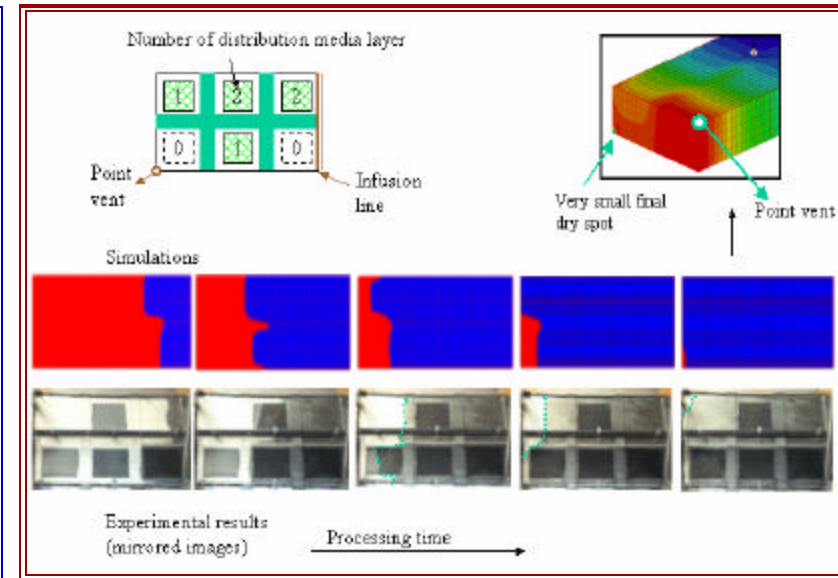 Number of distribution media layer
1 2 2
0 1 0
Point
vent
Infusion
line
Very small final
dry spot
Point vent
Simulations
Experimental results
(mirrored images)
Processing time